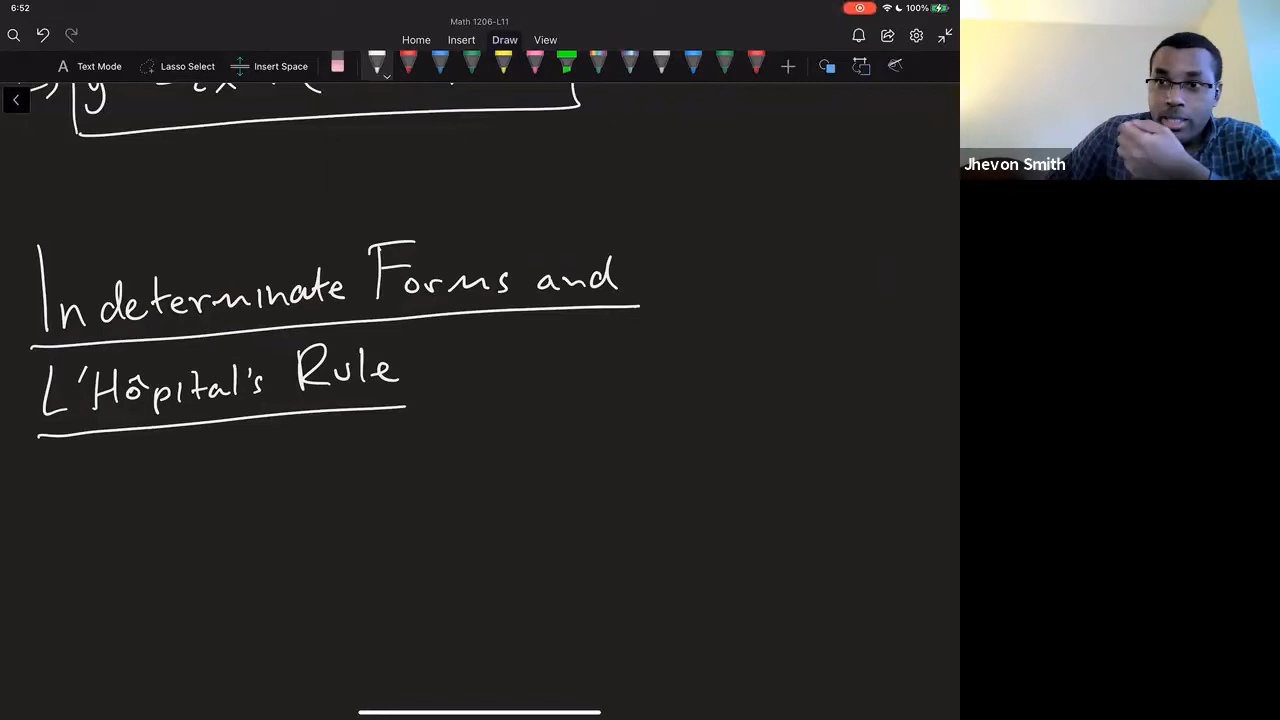 6:52
100%
Math 1206-L11
Home Insert Draw View
Text Mode Lasso Select Insert Space
Jhevon Smith
Indeterminate Forms and
L'Hôpital's Rule